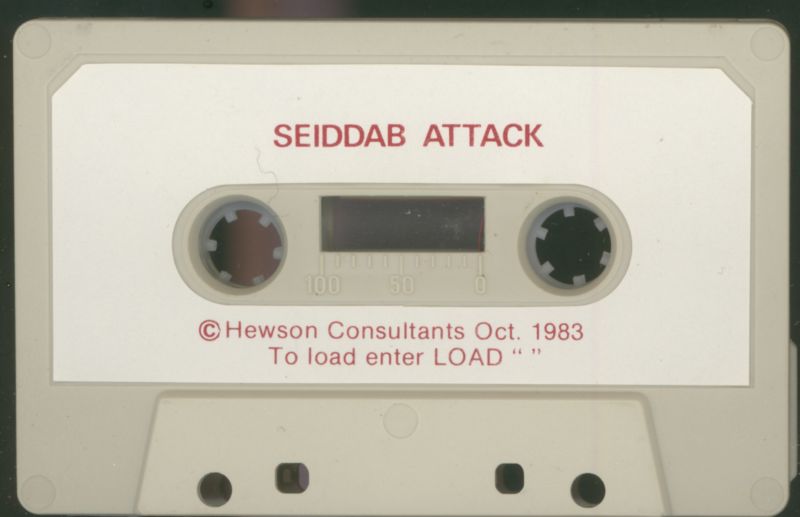 SEIDDAB ATTACK
100 50 0
©Hewson Consultants Oct. 1983
To load enter LOAD “ ”